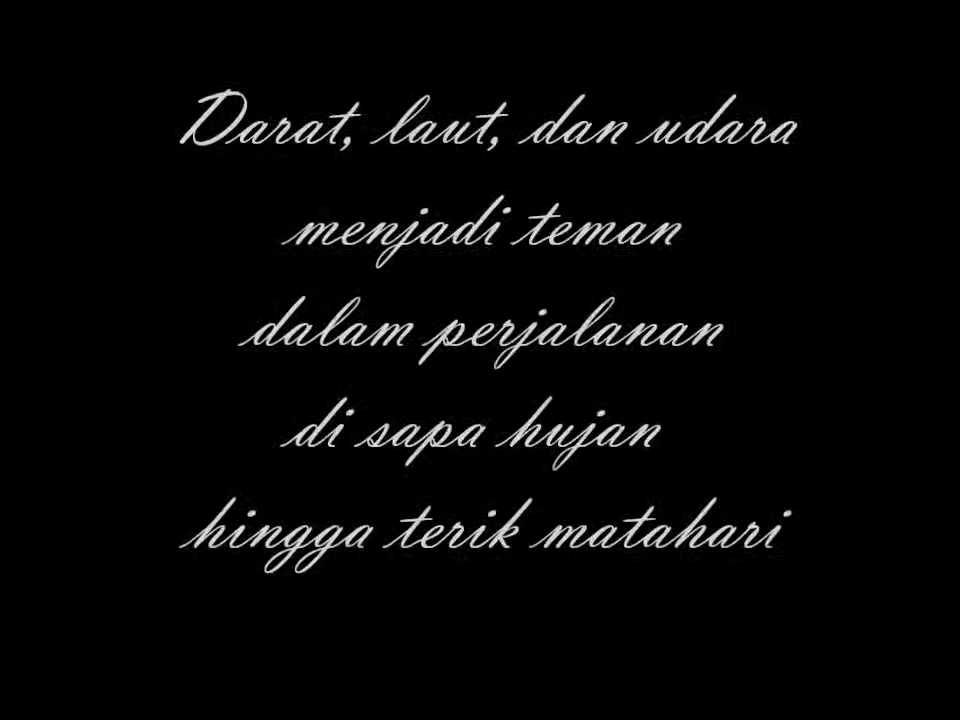 Darat, laut, dan udara
menjadi teman
dalam perjalanan
di sapa hujan
hingga terik matahari